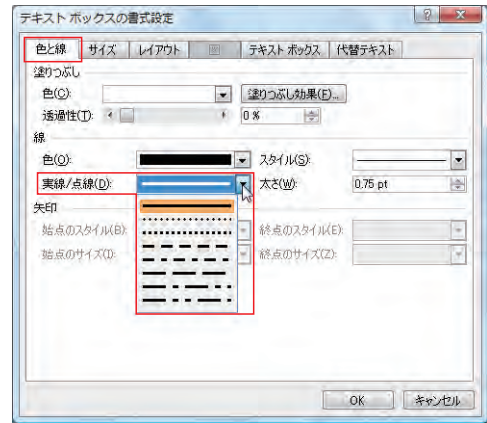 テキスト ボックスの書式設定
色と線 サイズ レイアウト 図 テキスト ボックス 代替テキスト
塗りつぶし
色(C): 塗りつぶし効果(F)...
透過性(T): 0 %
線
色(O): スタイル(S):
実線/点線(D): 太さ(W): 0.75 pt
矢印
始点のスタイル(B): 終点のスタイル(E):
始点のサイズ(I): 終点のサイズ(Z):
OK キャンセル